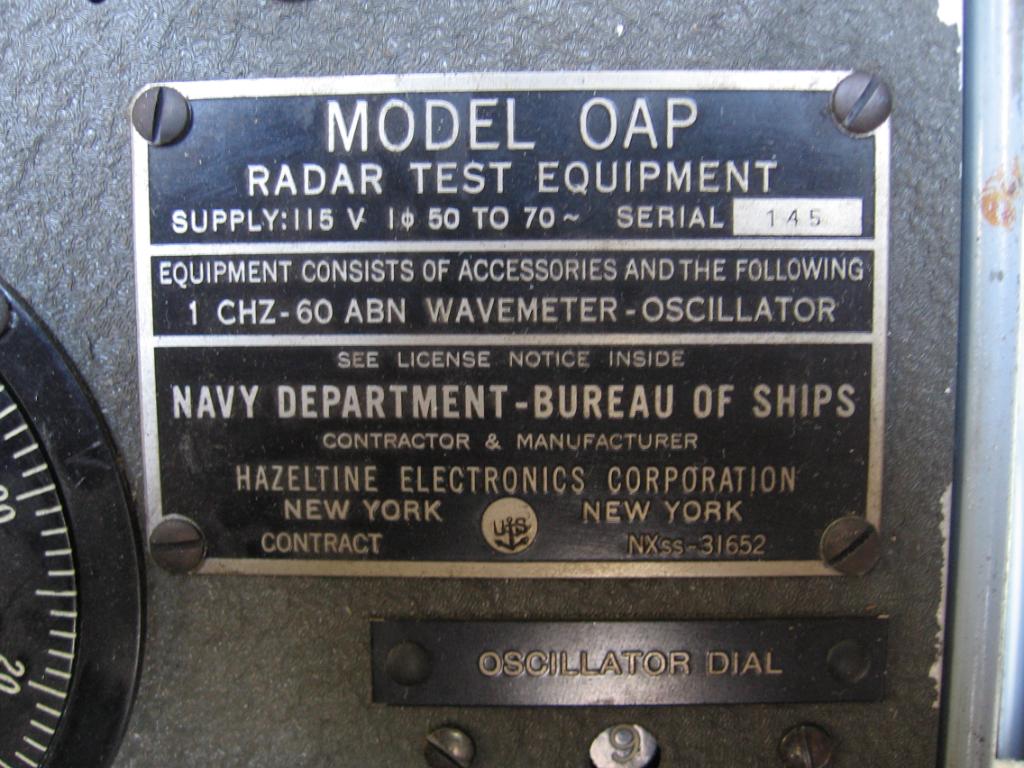 MODEL OAP
RADAR TEST EQUIPMENT
SUPPLY: 115 V 1ϕ 50 TO 70~ SERIAL 145
EQUIPMENT CONSISTS OF ACCESSORIES AND THE FOLLOWING
1 CHZ-60 ABN WAVEMETER-OSCILLATOR
SEE LICENSE NOTICE INSIDE
NAVY DEPARTMENT-BUREAU OF SHIPS
CONTRACTOR & MANUFACTURER
HAZELTINE ELECTRONICS CORPORATION
NEW YORK NEW YORK
US
CONTRACT NXss-31652
OSCILLATOR DIAL
9
20